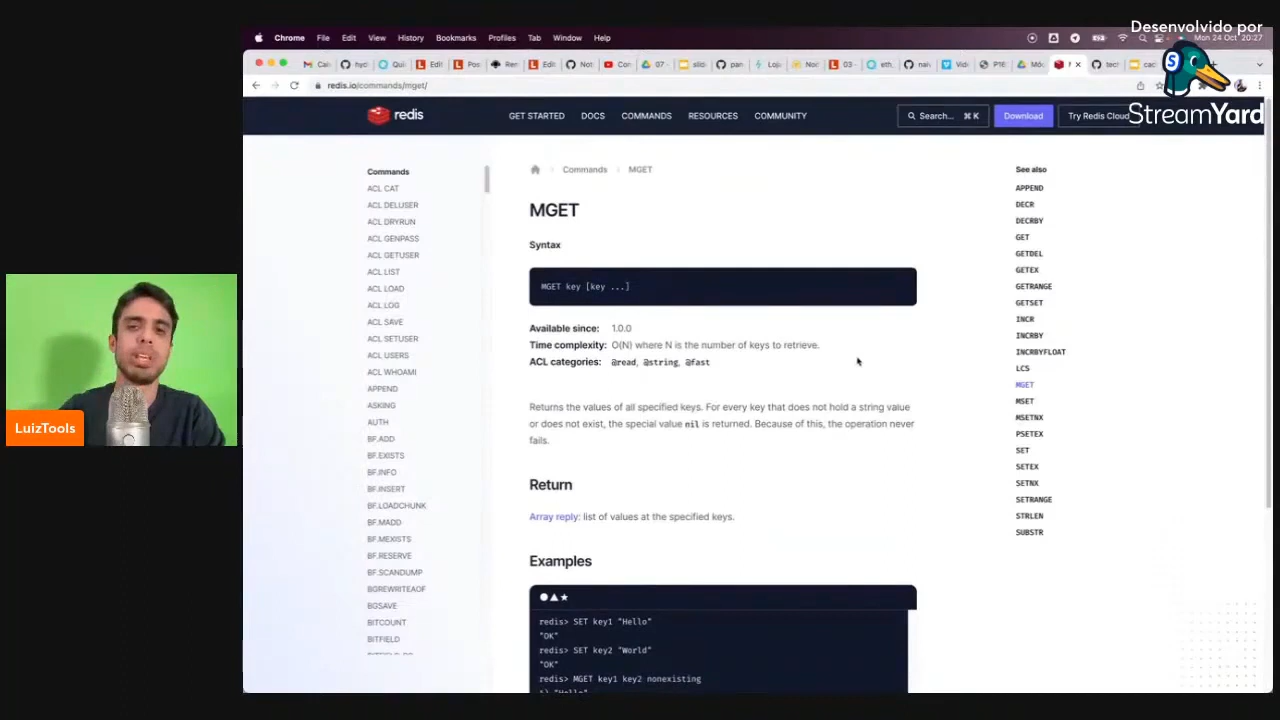 Desenvolvido por
StreamYard
Chrome File Edit View History Bookmarks Profiles Tab Window Help
Mon 24 Oct 20:27
redis.io/commands/mget/
redis
GET STARTED DOCS COMMANDS RESOURCES COMMUNITY
Search... ⌘ K Download Try Redis Cloud
Commands MGET
Commands
ACL CAT
ACL DELUSER
ACL DRYRUN
ACL GENPASS
ACL GETUSER
ACL LIST
ACL LOAD
ACL LOG
ACL SAVE
ACL SETUSER
ACL USERS
ACL WHOAMI
APPEND
ASKING
AUTH
BF.ADD
BF.EXISTS
BF.INFO
BF.INSERT
BF.LOADCHUNK
BF.MADD
BF.MEXISTS
BF.RESERVE
BF.SCANDUMP
BGREWRITEAOF
BGSAVE
BITCOUNT
BITFIELD
MGET
Syntax
MGET key [key ...]
Available since: 1.0.0
Time complexity: O(N) where N is the number of keys to retrieve.
ACL categories: @read, @string, @fast
Returns the values of all specified keys. For every key that does not hold a string value
or does not exist, the special value nil is returned. Because of this, the operation never
fails.
Return
Array reply: list of values at the specified keys.
Examples
redis> SET key1 "Hello"
"OK"
redis> SET key2 "World"
"OK"
redis> MGET key1 key2 nonexisting
1) "Hello"
See also
APPEND
DECR
DECRBY
GET
GETDEL
GETEX
GETRANGE
GETSET
INCR
INCRBY
INCRBYFLOAT
LCS
MGET
MSET
MSETNX
PSETEX
SET
SETEX
SETNX
SETRANGE
STRLEN
SUBSTR
LuizTools